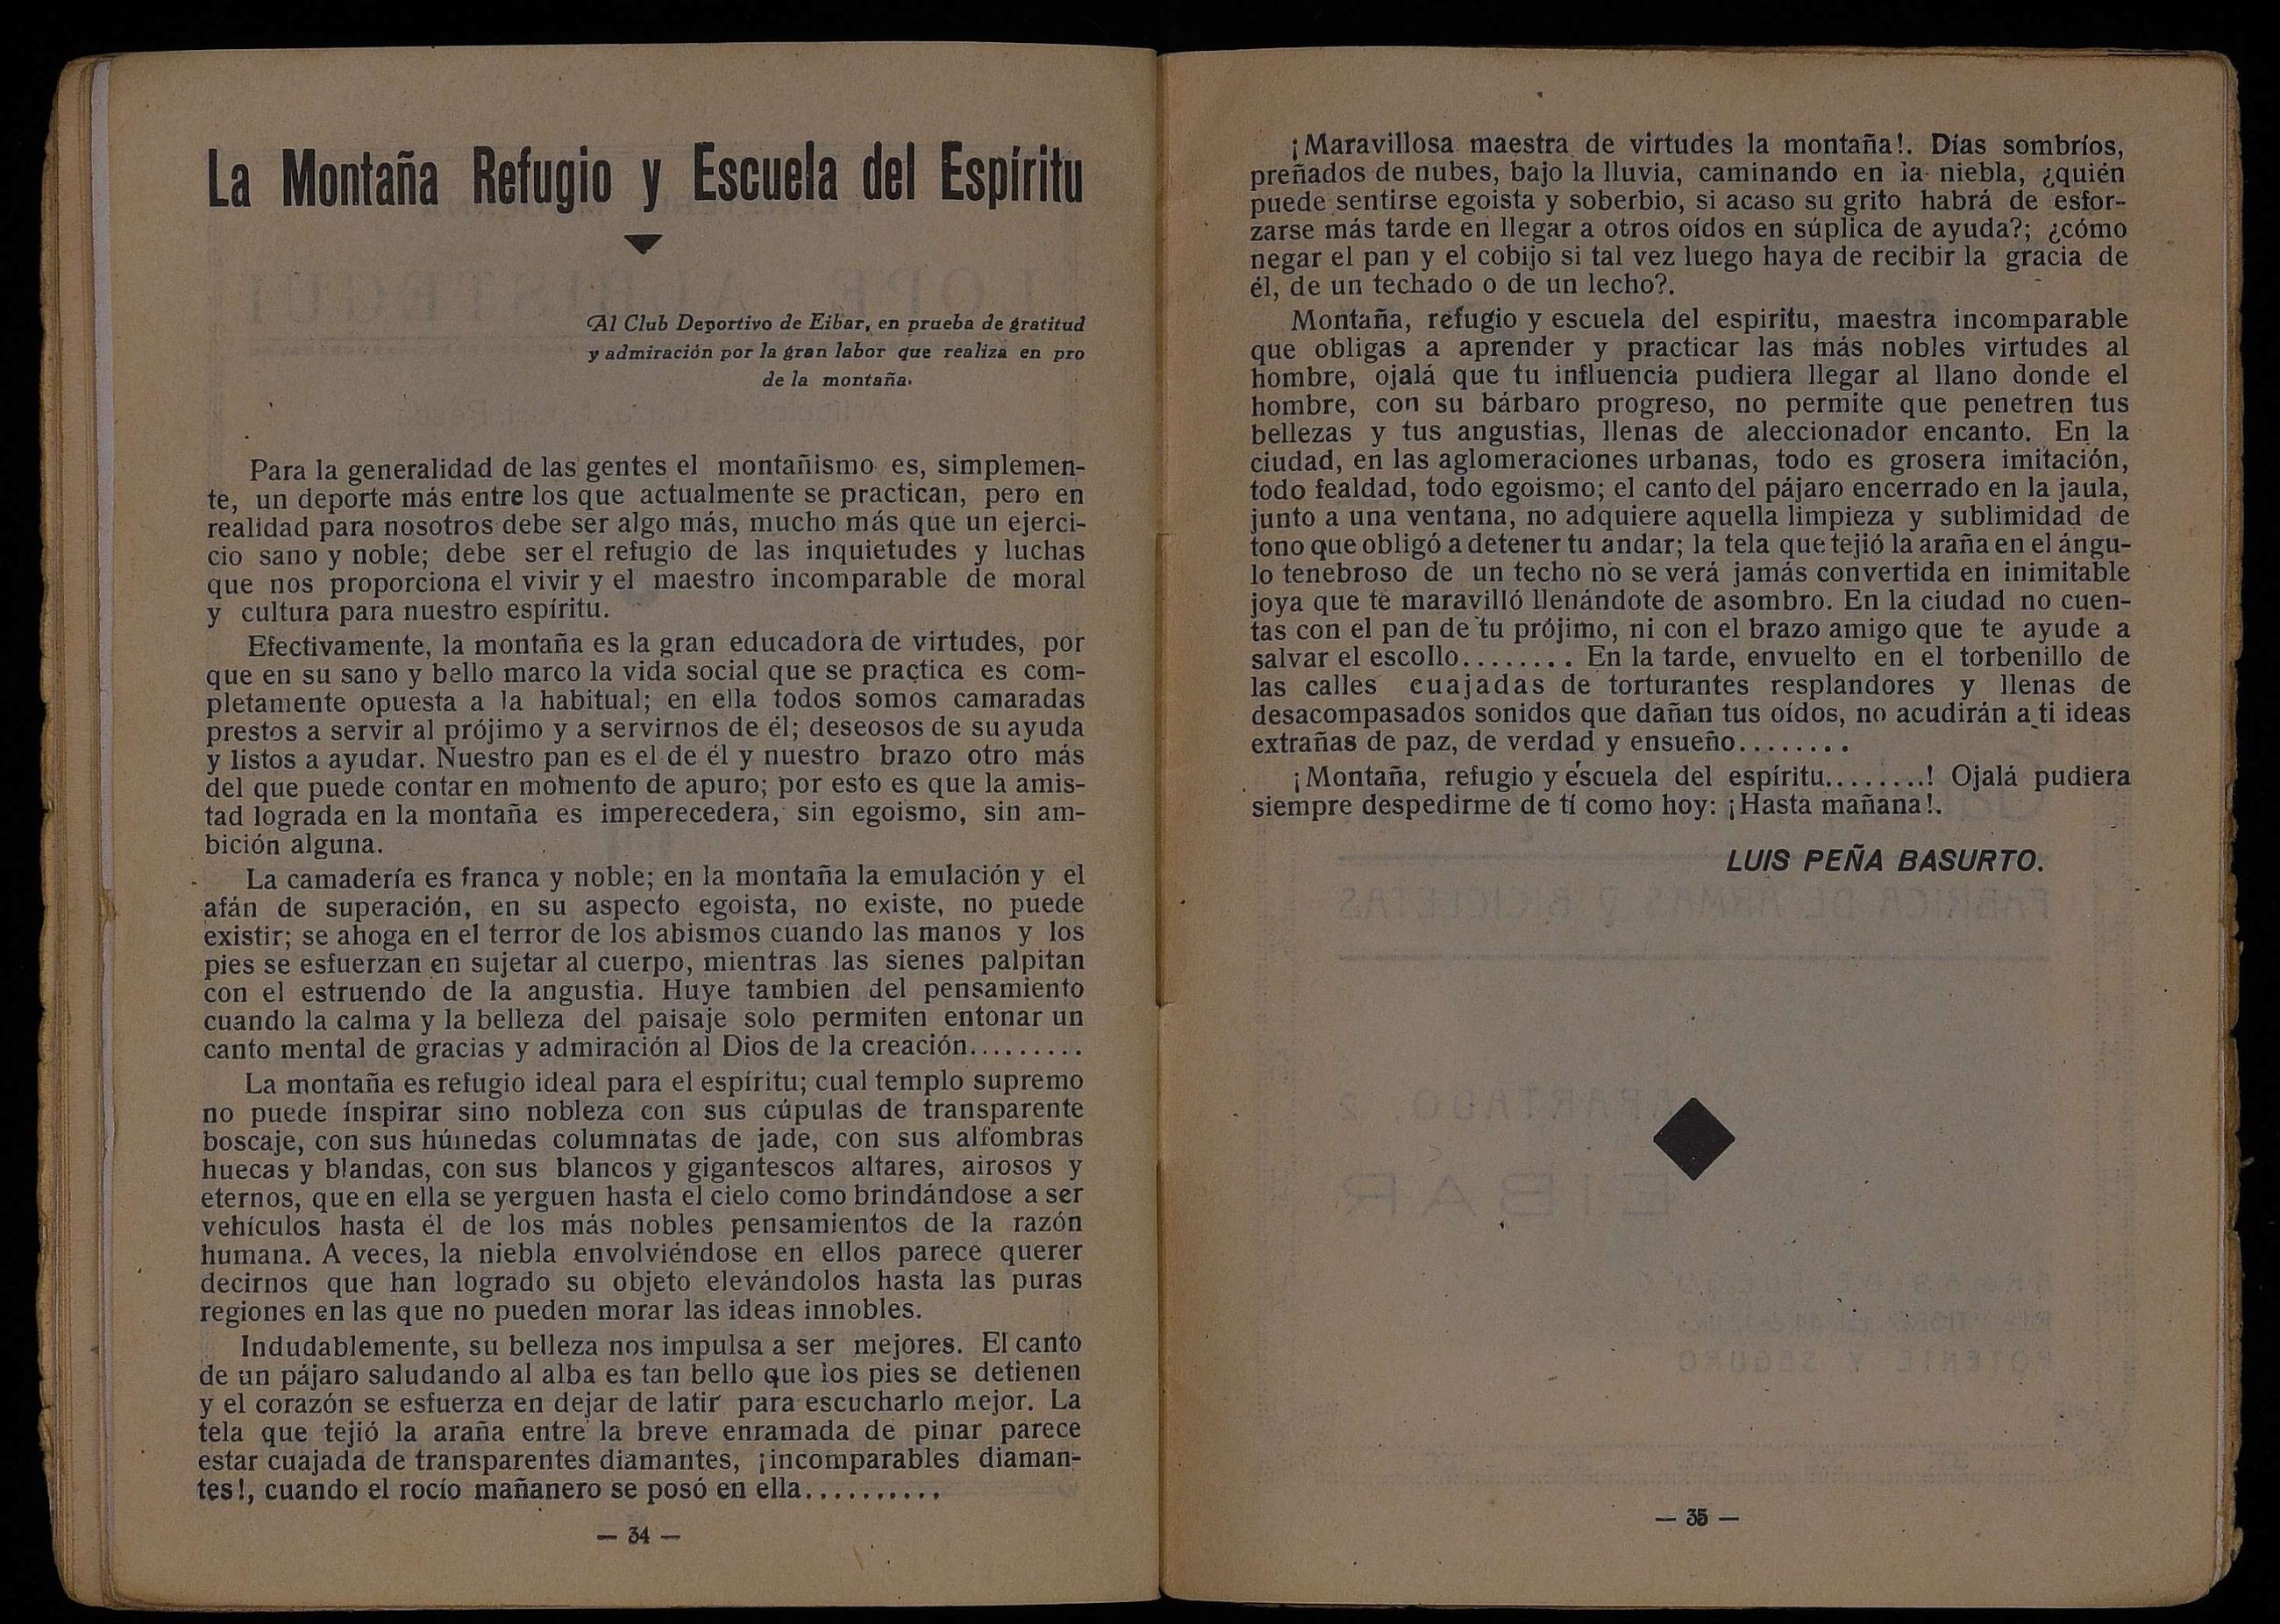 La Montaña Refugio y Escuela del Espíritu
Al Club Deportivo de Eibar, en prueba de gratitud
y admiración por la gran labor que realiza en pro
de la montaña.
Para la generalidad de las gentes el montañismo es, simplemen-
te, un deporte más entre los que actualmente se practican, pero en
realidad para nosotros debe ser algo más, mucho más que un ejerci-
cio sano y noble; debe ser el refugio de las inquietudes y luchas
que nos proporciona el vivir y el maestro incomparable de moral
y cultura para nuestro espíritu.
Efectivamente, la montaña es la gran educadora de virtudes, por
que en su sano y bello marco la vida social que se practica es com-
pletamente opuesta a la habitual; en ella todos somos camaradas
prestos a servir al prójimo y a servirnos de él; deseosos de su ayuda
y listos a ayudar. Nuestro pan es el de él y nuestro brazo otro más
del que puede contar en momento de apuro; por esto es que la amis-
tad lograda en la montaña es imperecedera, sin egoismo, sin am-
bición alguna.
La camadería es franca y noble; en la montaña la emulación y el
afán de superación, en su aspecto egoista, no existe, no puede
existir; se ahoga en el terror de los abismos cuando las manos y los
pies se esfuerzan en sujetar al cuerpo, mientras las sienes palpitan
con el estruendo de la angustia. Huye tambien del pensamiento
cuando la calma y la belleza del paisaje solo permiten entonar un
canto mental de gracias y admiración al Dios de la creación.........
La montaña es refugio ideal para el espíritu; cual templo supremo
no puede inspirar sino nobleza con sus cúpulas de transparente
boscaje, con sus húmedas columnatas de jade, con sus alfombras
huecas y blandas, con sus blancos y gigantescos altares, airosos y
eternos, que en ella se yerguen hasta el cielo como brindándose a ser
vehículos hasta él de los más nobles pensamientos de la razón
humana. A veces, la niebla envolviéndose en ellos parece querer
decirnos que han logrado su objeto elevándolos hasta las puras
regiones en las que no pueden morar las ideas innobles.
Indudablemente, su belleza nos impulsa a ser mejores. El canto
de un pájaro saludando al alba es tan bello que los pies se detienen
y el corazón se esfuerza en dejar de latir para escucharlo mejor. La
tela que tejió la araña entre la breve enramada de pinar parece
estar cuajada de transparentes diamantes, ¡incomparables diaman-
tes!, cuando el rocío mañanero se posó en ella..........
— 34 —
¡Maravillosa maestra de virtudes la montaña!. Días sombríos,
preñados de nubes, bajo la lluvia, caminando en la niebla, ¿quién
puede sentirse egoista y soberbio, si acaso su grito habrá de esfor-
zarse más tarde en llegar a otros oídos en súplica de ayuda?; ¿cómo
negar el pan y el cobijo si tal vez luego haya de recibir la gracia de
él, de un techado o de un lecho?.
Montaña, refugio y escuela del espiritu, maestra incomparable
que obligas a aprender y practicar las más nobles virtudes al
hombre, ojalá que tu influencia pudiera llegar al llano donde el
hombre, con su bárbaro progreso, no permite que penetren tus
bellezas y tus angustias, llenas de aleccionador encanto. En la
ciudad, en las aglomeraciones urbanas, todo es grosera imitación,
todo fealdad, todo egoismo; el canto del pájaro encerrado en la jaula,
junto a una ventana, no adquiere aquella limpieza y sublimidad de
tono que obligó a detener tu andar; la tela que tejió la araña en el ángu-
lo tenebroso de un techo no se verá jamás convertida en inimitable
joya que te maravilló llenándote de asombro. En la ciudad no cuen-
tas con el pan de tu prójimo, ni con el brazo amigo que te ayude a
salvar el escollo........ En la tarde, envuelto en el torbenillo de
las calles cuajadas de torturantes resplandores y llenas de
desacompasados sonidos que dañan tus oídos, no acudirán a ti ideas
extrañas de paz, de verdad y ensueño........
¡Montaña, refugio y escuela del espíritu........! Ojalá pudiera
siempre despedirme de tí como hoy: ¡Hasta mañana!.
LUIS PEÑA BASURTO.
— 35 —